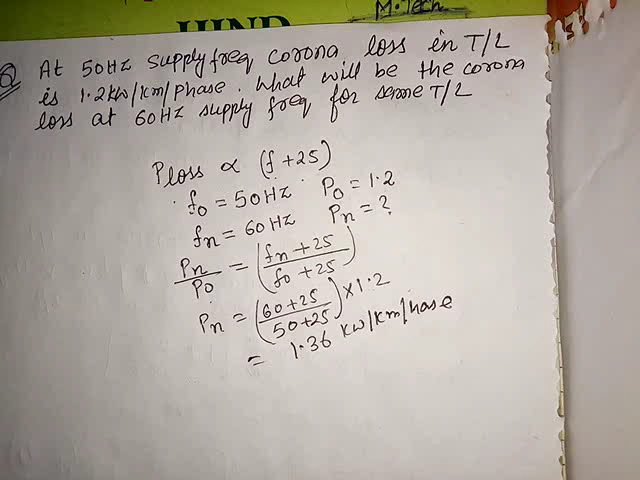 HIND
M.Tech
Q At 50Hz supply freq corona loss in T/L
is 1.2kW/km/phase. What will be the corona
loss at 60Hz supply freq for same T/L
Ploss ∝ (f+25)
f0 = 50Hz P0 = 1.2
fn = 60Hz Pn = ?
Pn/P0 = (fn+25/f0+25)
Pn = (60+25/50+25) × 1.2
= 1.36 kW/km/phase